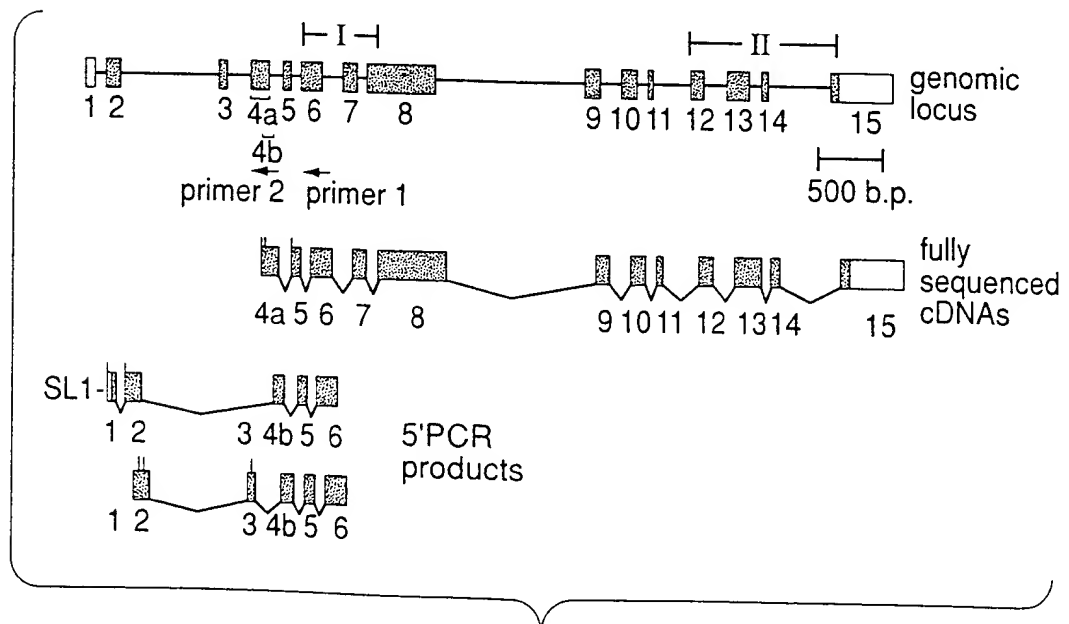 I
II
genomic
locus
1 2 3 4a 5 6 7 8 9 10 11 12 13 14 15
4b
primer 2 primer 1
500 b.p.
fully
sequenced
cDNAs
4a 5 6 7 8 9 10 11 12 13 14 15
SL1-
1 2 3 4b 5 6
5'PCR
products
1 2 3 4b 5 6